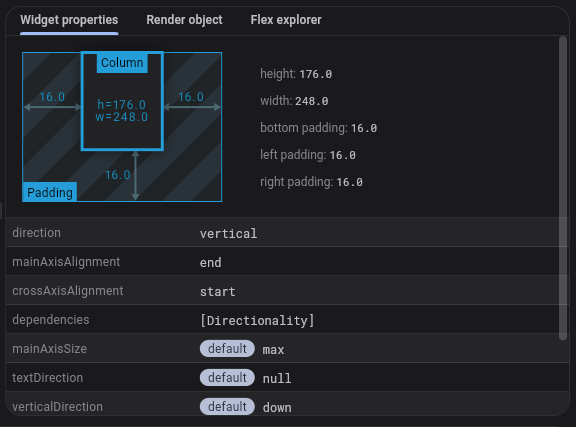 Widget properties Render object Flex explorer
Column
16.0 16.0
h=176.0
w=248.0
16.0
Padding
height: 176.0
width: 248.0
bottom padding: 16.0
left padding: 16.0
right padding: 16.0
direction vertical
mainAxisAlignment end
crossAxisAlignment start
dependencies [Directionality]
mainAxisSize default max
textDirection default null
verticalDirection default down